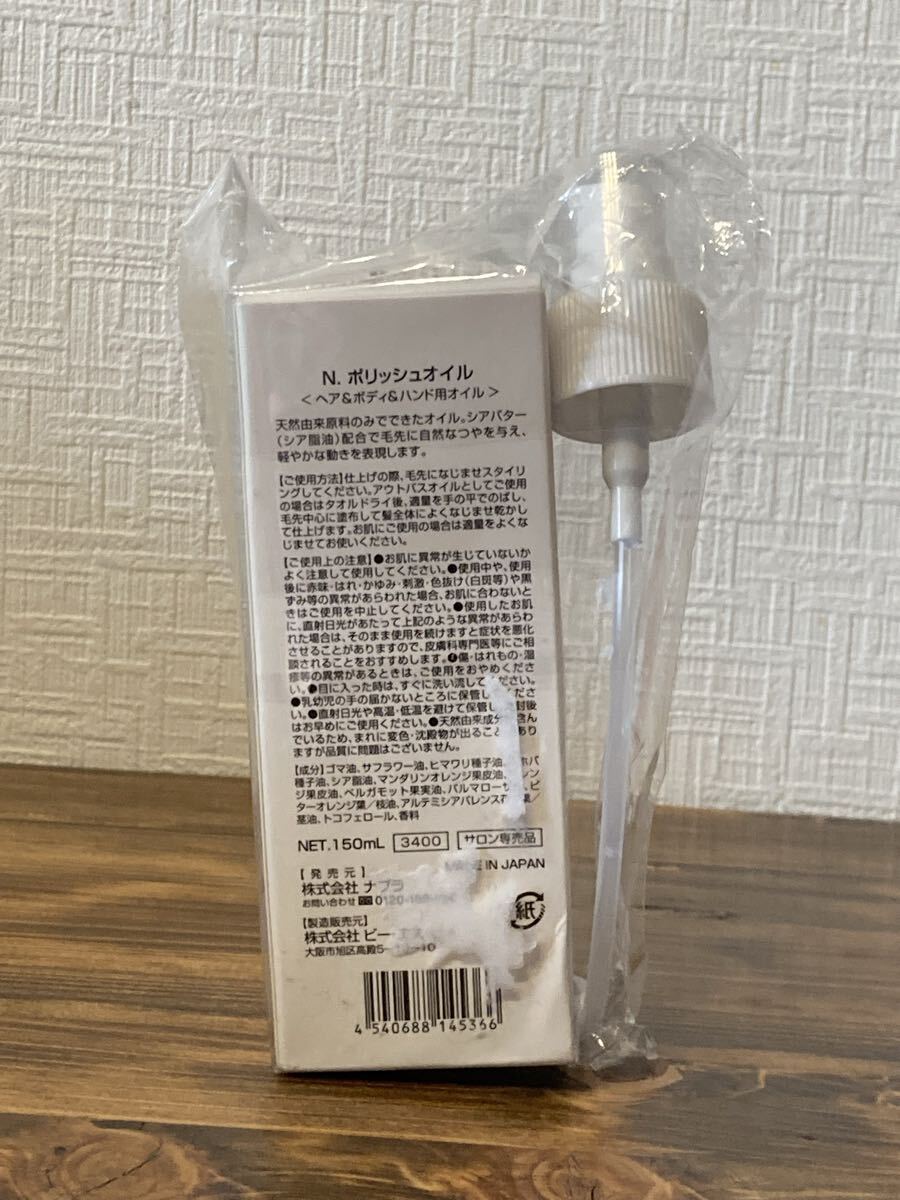 N. ポリッシュオイル
＜ヘア&ボディ&ハンド用オイル＞
天然由来原料のみでできたオイル。シアバター
(シア脂油)配合で毛先に自然なつやを与え、
軽やかな動きを表現します。
【ご使用方法】仕上げの際、毛先になじませスタイリ
ングしてください。アウトバスオイルとしてご使用
の場合はタオルドライ後、適量を手の平でのばし、
毛先中心に塗布して髪全体によくなじませ乾かし
て仕上げます。お肌にご使用の場合は適量をよくな
じませてお使いください。
【ご使用上の注意】●お肌に異常が生じていないか
よく注意して使用してください。●使用中や、使用
後に赤味・はれ・かゆみ・刺激・色抜け(白斑等)や黒
ずみ等の異常があらわれた場合、お肌に合わないと
きはご使用を中止してください。●使用したお肌
に、直射日光があたって上記のような異常があらわ
れた場合は、そのまま使用を続けますと症状を悪化
させることがありますので、皮膚科専門医等にご相
談されることをおすすめします。●傷・はれもの・湿
疹等の異常があるときは、ご使用をおやめくださ
い。●目に入った時は、すぐに洗い流してください。
●乳幼児の手の届かないところに保管してくださ
い。●直射日光や高温・低温を避けて保管し、封後
はお早めにご使用ください。●天然由来成分 含ん
でいるため、まれに変色・沈殿物が出ること あり
ますが品質に問題はございません。
【成分】ゴマ油、サフラワー油、ヒマワリ種子油、ホホバ
種子油、シア脂油、マンダリンオレンジ果皮油、 レン
ジ果皮油、ベルガモット果実油、パルマローザ油、ビ
ターオレンジ葉/枝油、アルテミシアパレンス花/葉/
茎油、トコフェロール、香料
NET.150mL 3400 サロン専売品
MADE IN JAPAN
【発売元】
株式会社 ナプラ
お問い合わせ 0120-
紙
【製造販売元】
株式会社 ビー・エス
大阪市旭区高殿5- -10
4 540688 145366